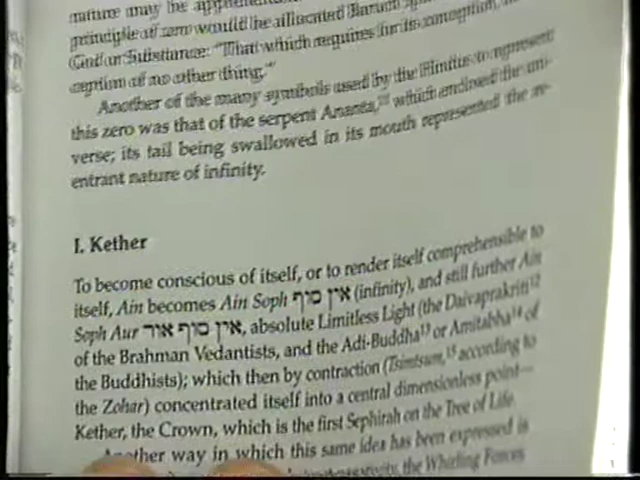 nature may be
principle of zero would be allocated Baruch
God or Substance: "That which requires for its conception, the
ception of no other thing."
Another of the many symbols used by the Hindus to represent
this zero was that of the serpent Ananta, which enclosed the uni-
verse; its tail being swallowed in its mouth represented the re-
entrant nature of infinity.
I. Kether
To become conscious of itself, or to render itself comprehensible to
itself, Ain becomes Ain Soph אין סוף (infinity), and still further Ain
Soph Aur אין סוף אור, absolute Limitless Light (the Daivaprakriti¹²
of the Brahman Vedantists, and the Adi-Buddha¹³ or Amitabha¹⁴ of
the Buddhists); which then by contraction (Tsimtsum,¹⁵ according to
the Zohar) concentrated itself into a central dimensionless point—
Kether, the Crown, which is the first Sephirah on the Tree of Life.
Another way in which this same idea has been expressed is
the Whirling Forces